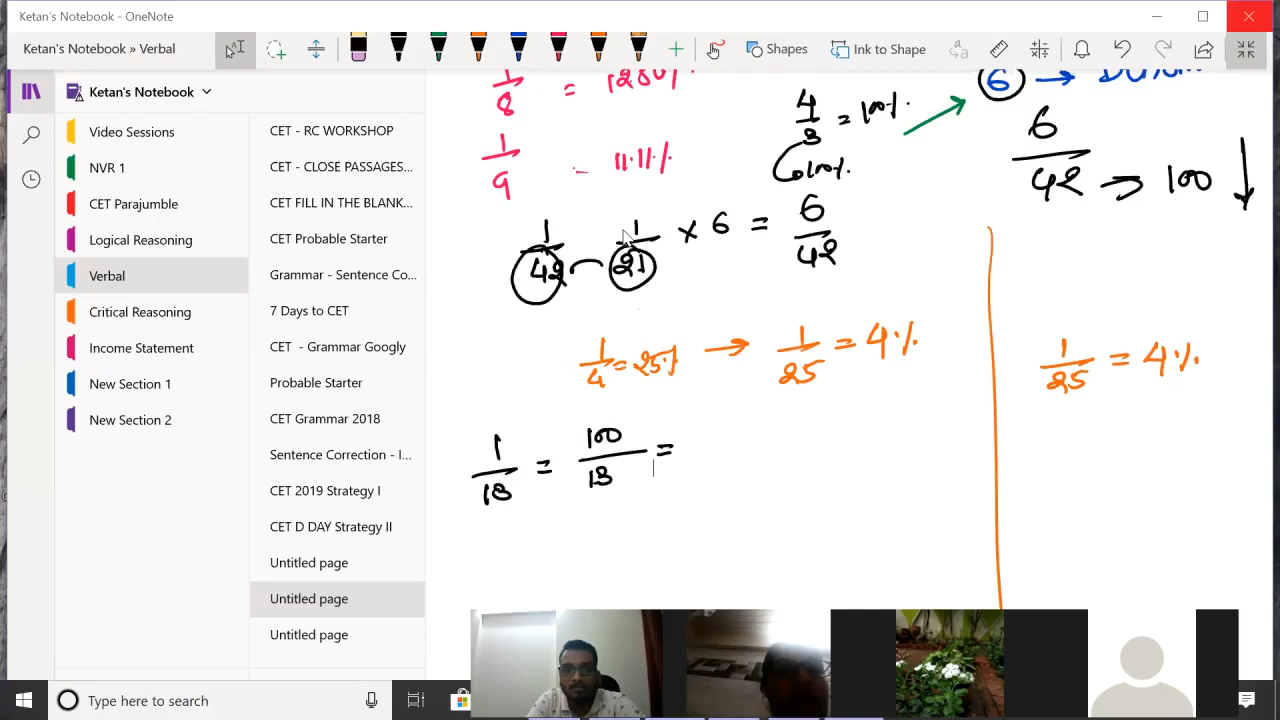 Ketan's Notebook - OneNote
Ketan's Notebook » Verbal
Shapes
Ink to Shape
Ketan's Notebook
Video Sessions
NVR 1
CET Parajumble
Logical Reasoning
Verbal
Critical Reasoning
Income Statement
New Section 1
New Section 2
CET - RC WORKSHOP
CET - CLOSE PASSAGES...
CET FILL IN THE BLANK...
CET Probable Starter
Grammar - Sentence Co...
7 Days to CET
CET - Grammar Googly
Probable Starter
CET Grammar 2018
Sentence Correction - I...
CET 2019 Strategy I
CET D DAY Strategy II
Untitled page
Untitled page
Untitled page
1/8 =
1/9 = 11.11%
= 100%
100%
6
6/42 → 100
1/42 1/21 × 6 = 6/42
1/4 = 25% → 1/25 = 4%
1/25 = 4%
1/13 = 100/13 =
Type here to search